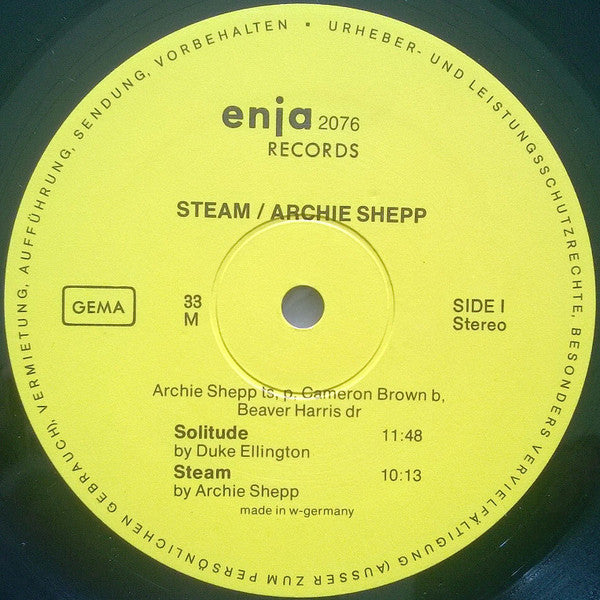 URHEBER- UND LEISTUNGSSCHUTZRECHTE, BESONDERS VERVIELFÄLTIGUNG (AUSSER ZUM PERSÖNLICHEN GEBRAUCH), VERMIETUNG, AUFFÜHRUNG, SENDUNG, VORBEHALTEN •
enja 2076
RECORDS
STEAM / ARCHIE SHEPP
GEMA
33
M
SIDE I
Stereo
Archie Shepp ts, p, Cameron Brown b,
Beaver Harris dr
Solitude 11:48
by Duke Ellington
Steam 10:13
by Archie Shepp
made in w-germany